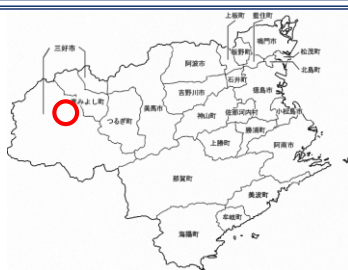 上板町
藍住町
鳴門市
三好市
阿波市
板野町
松茂町
北島町
石井町
徳島市
みよし町
美馬市
吉野川市
つるぎ町
神山町
佐那河内村
小松島市
勝浦町
上勝町
阿南市
那賀町
美波町
牟岐町
海陽町